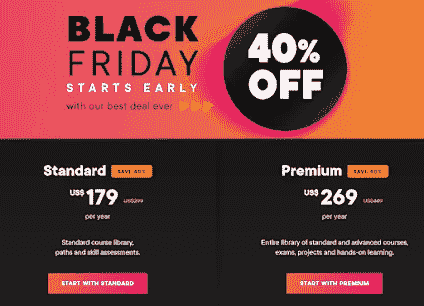 BLACK
FRIDAY
STARTS EARLY
with our best deal ever
40%
OFF
Standard SAVE 40%
US$179 US$299
per year
Standard course library,
paths and skill assessments.
START WITH STANDARD
Premium SAVE 40%
US$269 US$449
per year
Entire library of standard and advanced courses,
exams, projects and hands-on learning.
START WITH PREMIUM